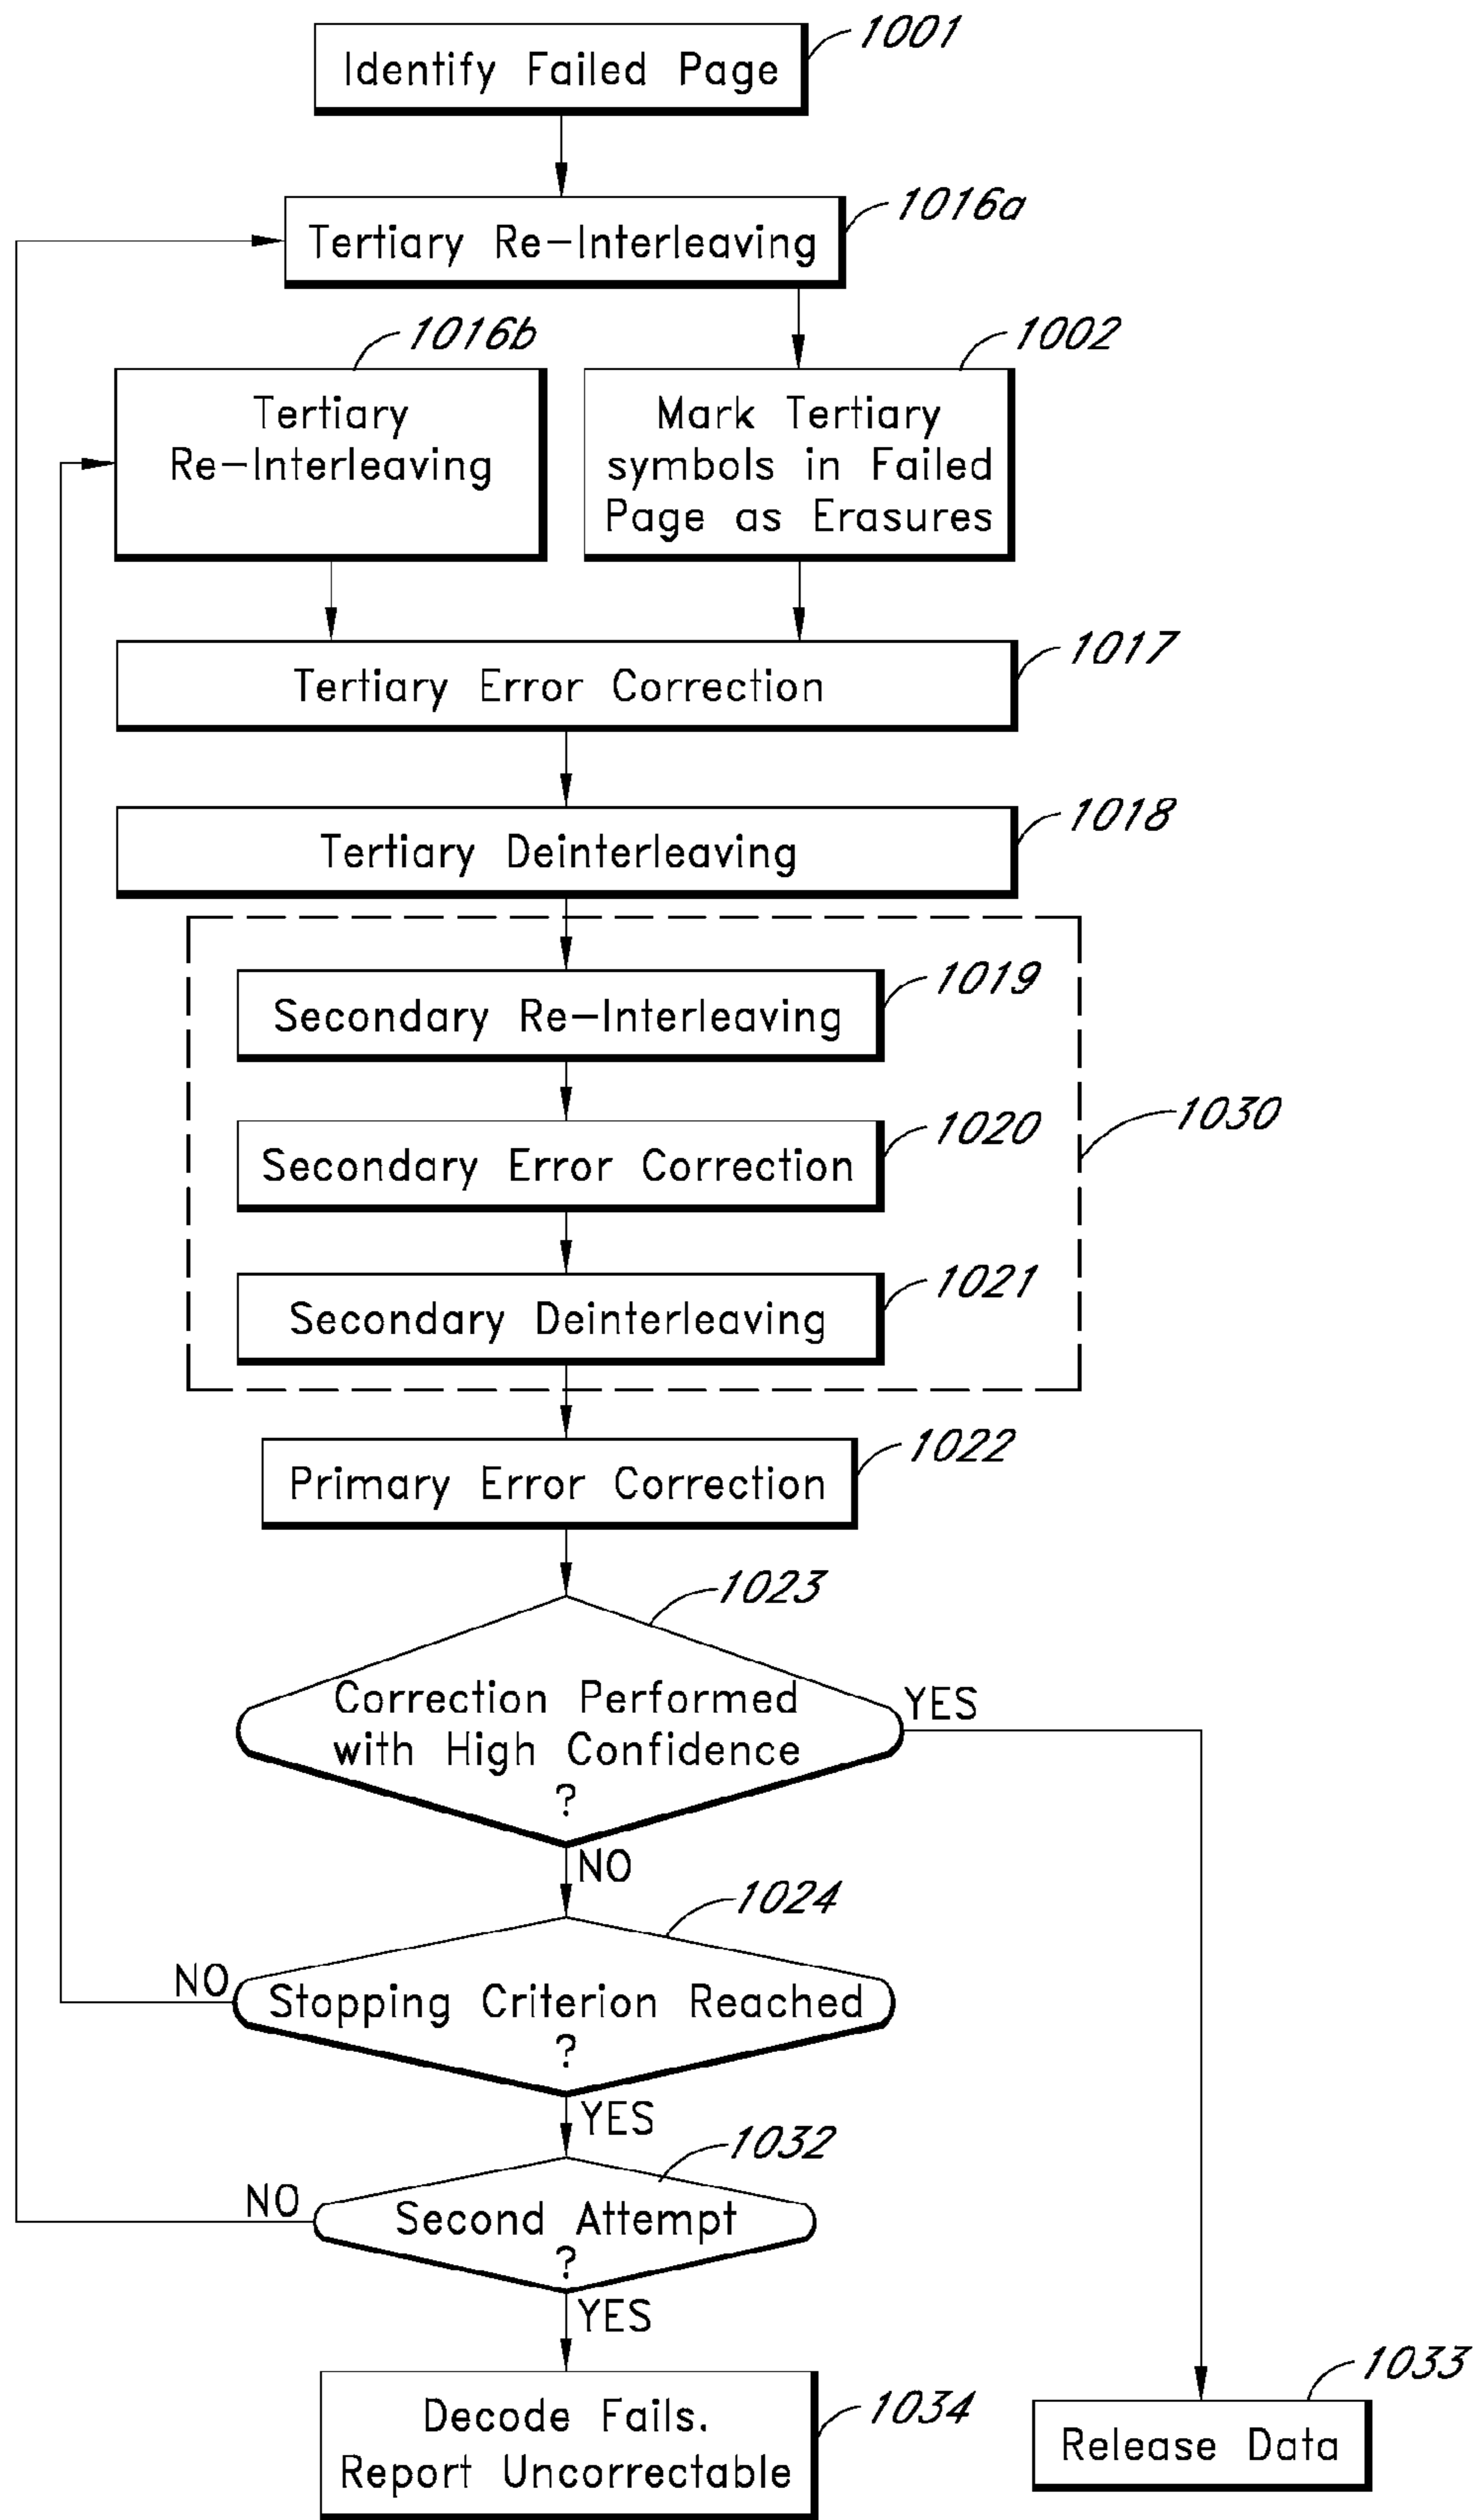 1001
Identify Failed Page
1016a
Tertiary Re-Interleaving
1016b
1002
Tertiary
Re-Interleaving
Mark Tertiary
symbols in Failed
Page as Erasures
1017
Tertiary Error Correction
1018
Tertiary Deinterleaving
1019
Secondary Re-Interleaving
1030
1020
Secondary Error Correction
1021
Secondary Deinterleaving
1022
Primary Error Correction
1023
Correction Performed
with High Confidence
?
YES
NO
1024
NO
Stopping Criterion Reached
?
YES
1032
NO
Second Attempt
?
YES
1034
Decode Fails.
Report Uncorrectable
1033
Release Data